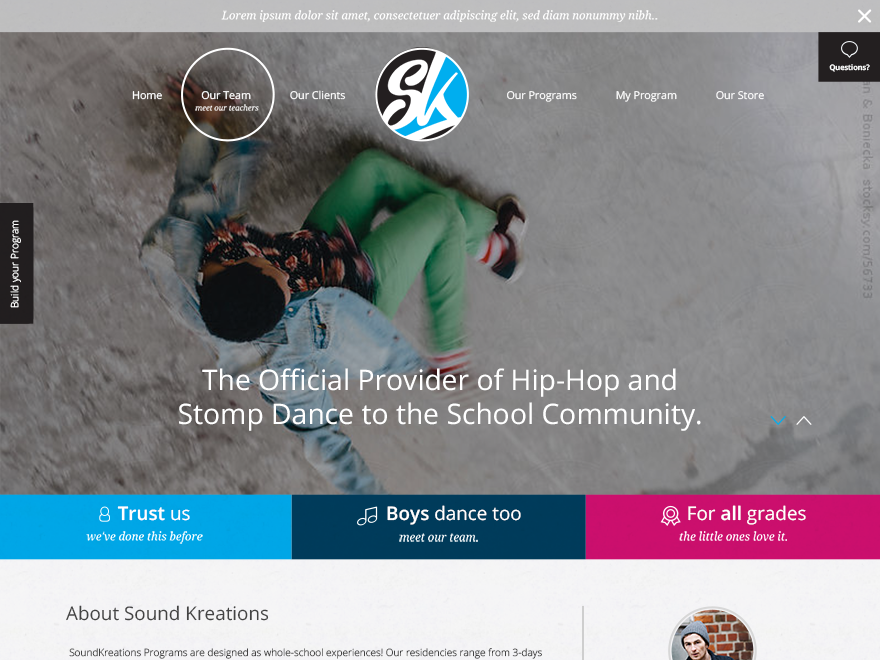 Lorem ipsum dolor sit amet, consectetuer adipiscing elit, sed diam nonummy nibh..
Questions?
Home
Our Team
meet our teachers
Our Clients
SK
Our Programs
My Program
Our Store
& Boniecka stocksy.com/56733
Build your Program
The Official Provider of Hip-Hop and
Stomp Dance to the School Community.
Trust us
we've done this before
Boys dance too
meet our team.
For all grades
the little ones love it.
About Sound Kreations
SoundKreations Programs are designed as whole-school experiences! Our residencies range from 3-days